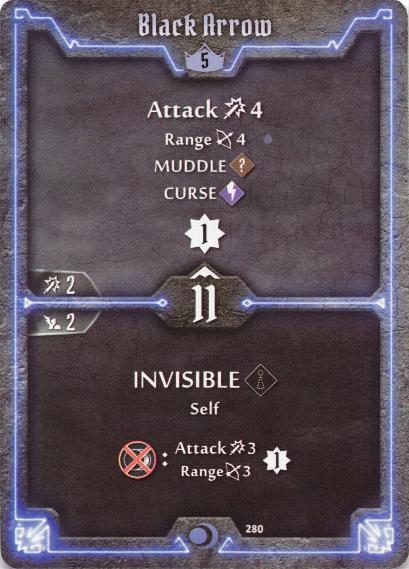 Black Arrow
5
Attack 4
Range 4
MUDDLE ?
CURSE
1
2
11
2
INVISIBLE
Self
: Attack 3
Range 3
1
280